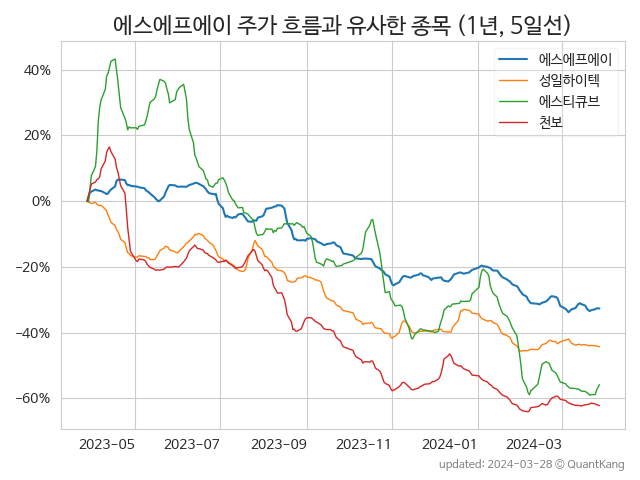 에스에프에이 주가 흐름과 유사한 종목 (1년, 5일선)
에스에프에이
성일하이텍
에스티큐브
천보
40%
20%
0%
−20%
−40%
−60%
2023-05 2023-07 2023-09 2023-11 2024-01 2024-03
updated: 2024-03-28 © QuantKang